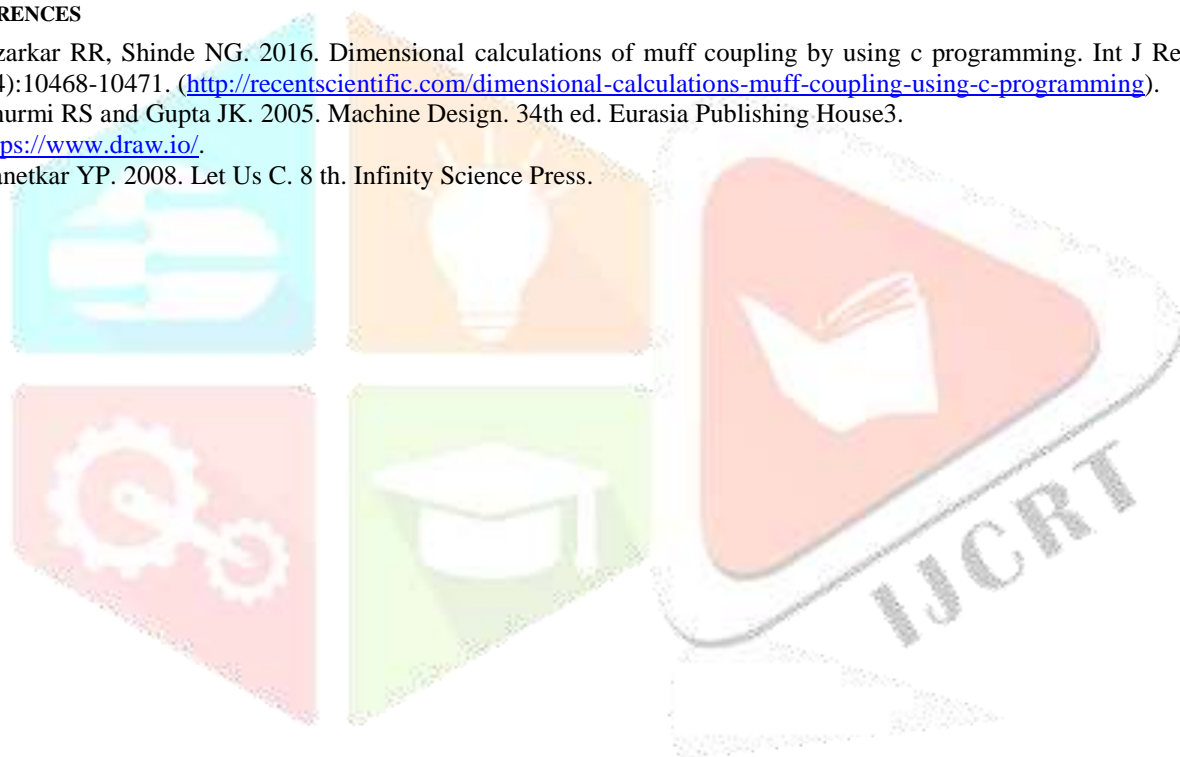 RENCES
zarkar RR, Shinde NG. 2016. Dimensional calculations of muff coupling by using c programming. Int J Re
4):10468-10471. (http://recentscientific.com/dimensional-calculations-muff-coupling-using-c-programming).
urmi RS and Gupta JK. 2005. Machine Design. 34th ed. Eurasia Publishing House3.
ps://www.draw.io/.
netkar YP. 2008. Let Us C. 8 th. Infinity Science Press.
IJCRT